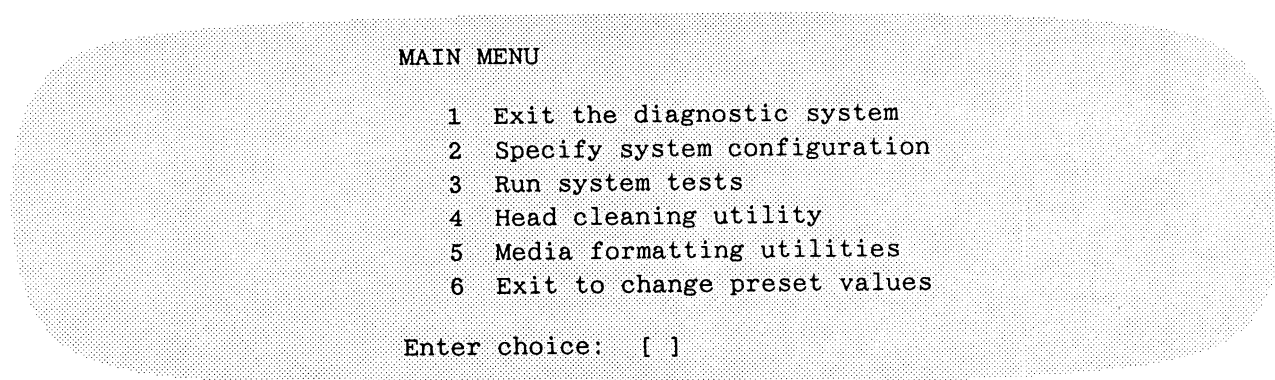 MAIN MENU
1 Exit the diagnostic system
2 Specify system configuration
3 Run system tests
4 Head cleaning utility
5 Media formatting utilities
6 Exit to change preset values
Enter choice: [ ]